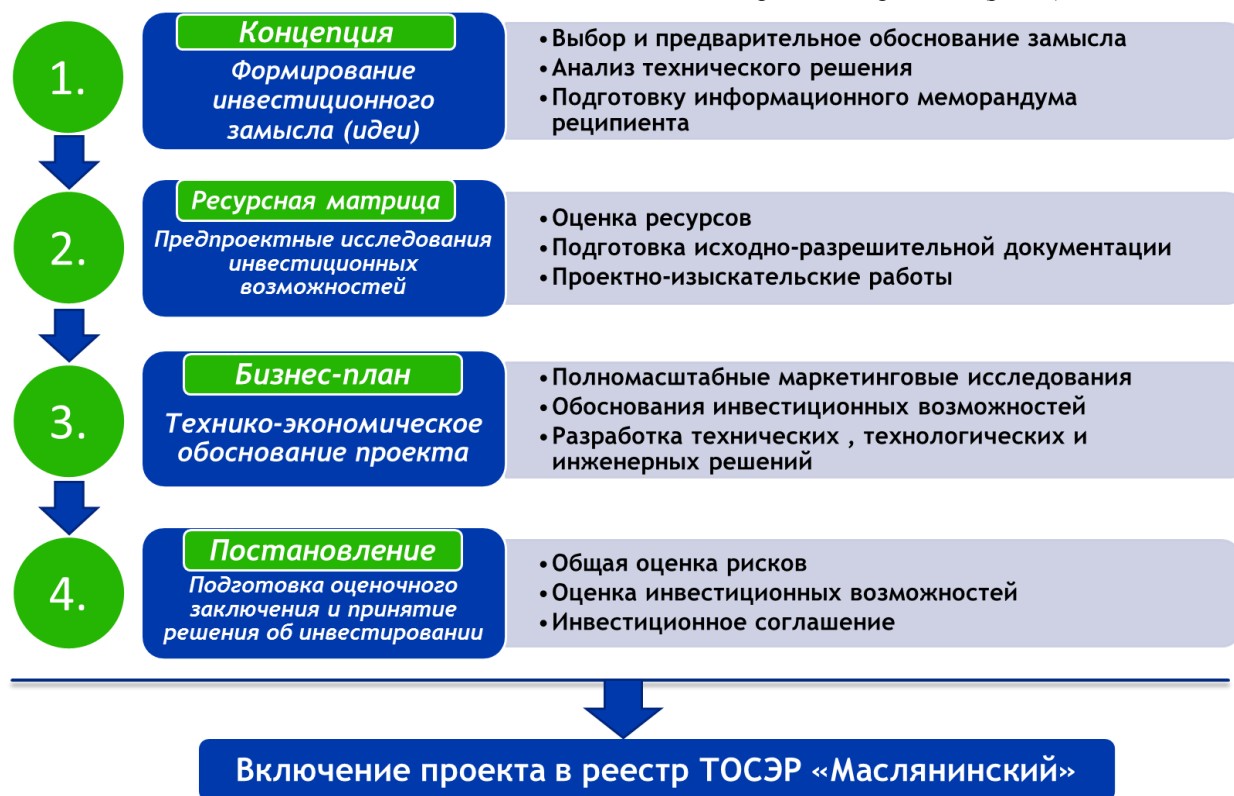 1.
Концепция
Формирование
инвестиционного
замысла (идеи)
•Выбор и предварительное обоснование замысла
•Анализ технического решения
•Подготовку информационного меморандума
реципиента
2.
Ресурсная матрица
Предпроектные исследования
инвестиционных
возможностей
•Оценка ресурсов
•Подготовка исходно-разрешительной документации
•Проектно-изыскательские работы
3.
Бизнес-план
Технико-экономическое
обоснование проекта
•Полномасштабные маркетинговые исследования
•Обоснования инвестиционных возможностей
•Разработка технических , технологических и
инженерных решений
4.
Постановление
Подготовка оценочного
заключения и принятие
решения об инвестировании
•Общая оценка рисков
•Оценка инвестиционных возможностей
•Инвестиционное соглашение
Включение проекта в реестр ТОСЭР «Маслянинский»